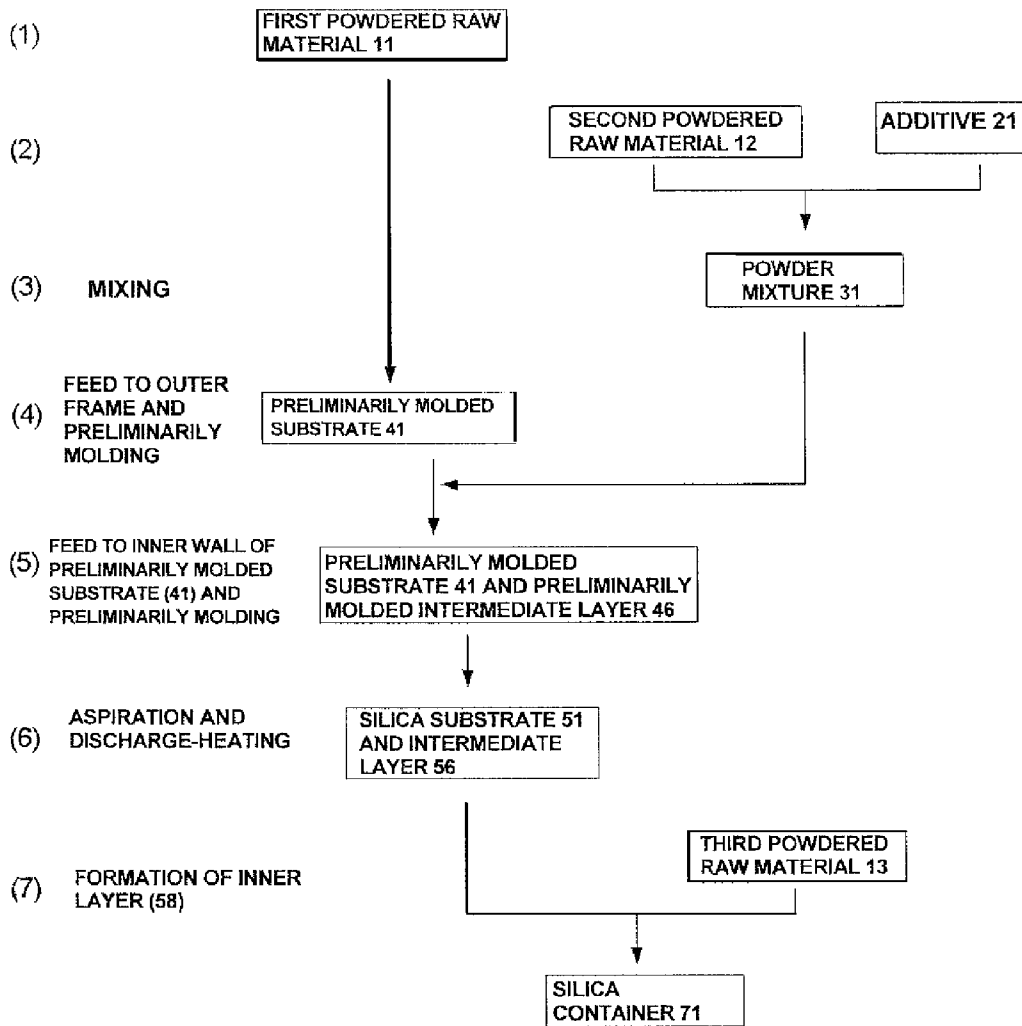 (1)
FIRST POWDERED RAW
MATERIAL 11
(2)
SECOND POWDERED
RAW MATERIAL 12
ADDITIVE 21
(3)
MIXING
POWDER
MIXTURE 31
(4)
FEED TO OUTER
FRAME AND
PRELIMINARILY
MOLDING
PRELIMINARILY MOLDED
SUBSTRATE 41
(5)
FEED TO INNER WALL OF
PRELIMINARILY MOLDED
SUBSTRATE (41) AND
PRELIMINARILY MOLDING
PRELIMINARILY MOLDED
SUBSTRATE 41 AND PRELIMINARILY
MOLDED INTERMEDIATE LAYER 46
(6)
ASPIRATION AND
DISCHARGE-HEATING
SILICA SUBSTRATE 51
AND INTERMEDIATE
LAYER 56
(7)
FORMATION OF INNER
LAYER (58)
THIRD POWDERED
RAW MATERIAL 13
SILICA
CONTAINER 71